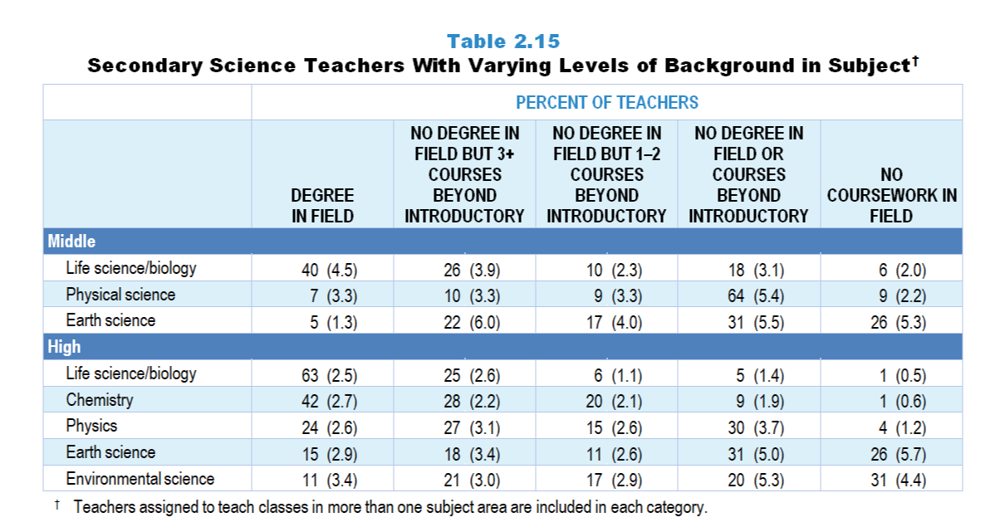 Table 2.15
Secondary Science Teachers With Varying Levels of Background in Subject†
PERCENT OF TEACHERS
DEGREE IN FIELD
NO DEGREE IN FIELD BUT 3+ COURSES BEYOND INTRODUCTORY
NO DEGREE IN FIELD BUT 1–2 COURSES BEYOND INTRODUCTORY
NO DEGREE IN FIELD OR COURSES BEYOND INTRODUCTORY
NO COURSEWORK IN FIELD
Middle
Life science/biology 40 (4.5) 26 (3.9) 10 (2.3) 18 (3.1) 6 (2.0)
Physical science 7 (3.3) 10 (3.3) 9 (3.3) 64 (5.4) 9 (2.2)
Earth science 5 (1.3) 22 (6.0) 17 (4.0) 31 (5.5) 26 (5.3)
High
Life science/biology 63 (2.5) 25 (2.6) 6 (1.1) 5 (1.4) 1 (0.5)
Chemistry 42 (2.7) 28 (2.2) 20 (2.1) 9 (1.9) 1 (0.6)
Physics 24 (2.6) 27 (3.1) 15 (2.6) 30 (3.7) 4 (1.2)
Earth science 15 (2.9) 18 (3.4) 11 (2.6) 31 (5.0) 26 (5.7)
Environmental science 11 (3.4) 21 (3.0) 17 (2.9) 20 (5.3) 31 (4.4)
† Teachers assigned to teach classes in more than one subject area are included in each category.